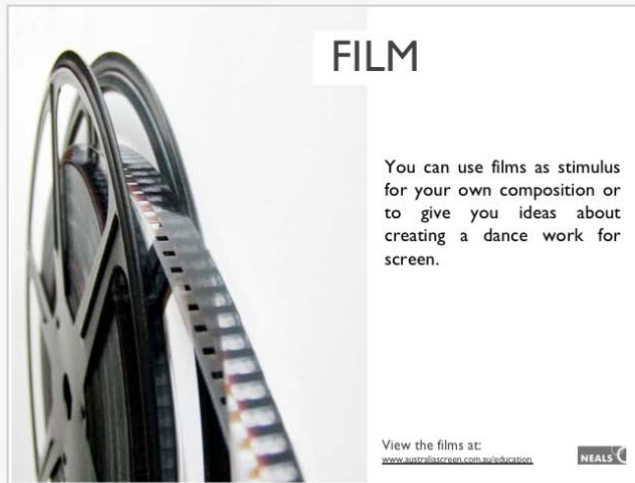 FILM
You can use films as stimulus
for your own composition or
to give you ideas about
creating a dance work for
screen.
View the films at:
www.australiascreen.com.au/education
NEALS